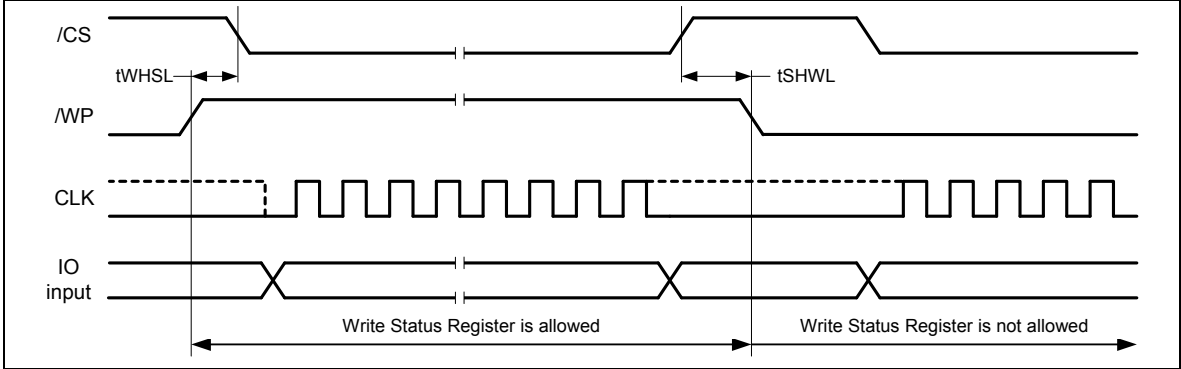 /CS
tWHSL
tSHWL
/WP
CLK
IO
input
Write Status Register is allowed
Write Status Register is not allowed